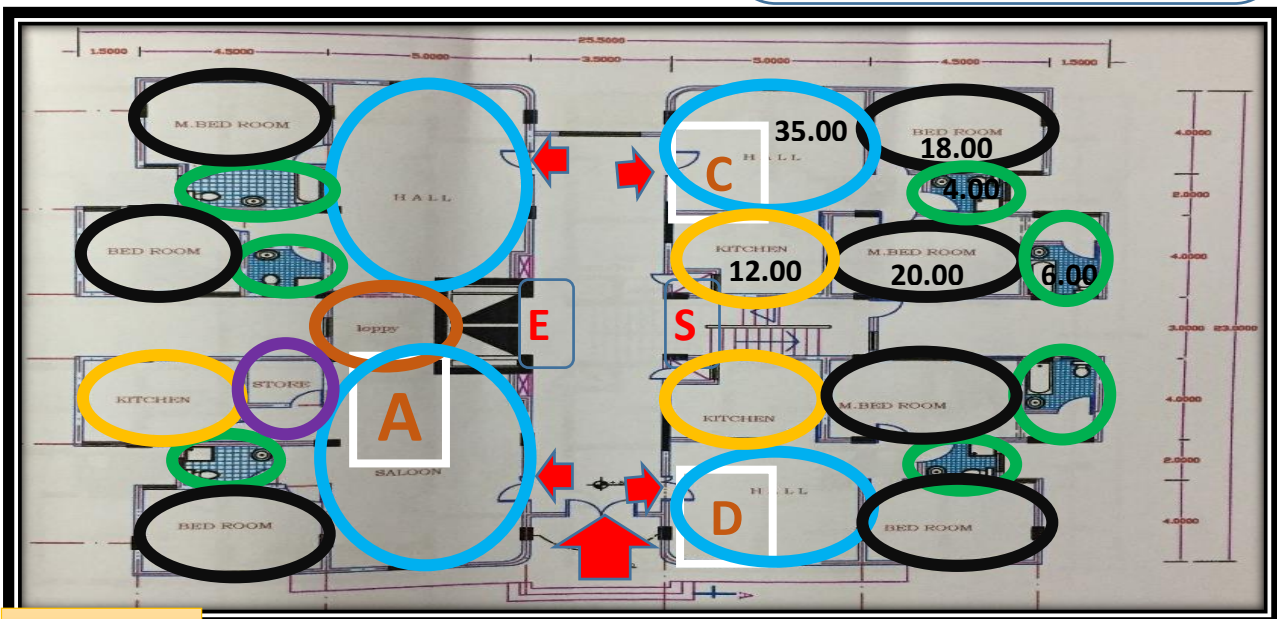 25.5000
1.5000 4.5000 5.0000 3.5000 5.0000 4.5000 1.5000
M.BED ROOM
HALL
BED ROOM
loppy
KITCHEN
STORE
A
SALOON
BED ROOM
E
S
35.00
HALL
C
BED ROOM
18.00
4.00
KITCHEN
12.00
M.BED ROOM
20.00
6.00
KITCHEN
M.BED ROOM
HALL
D
BED ROOM
4.0000
2.0000
4.0000
3.0000 23.0000
4.0000
2.0000
4.0000
A